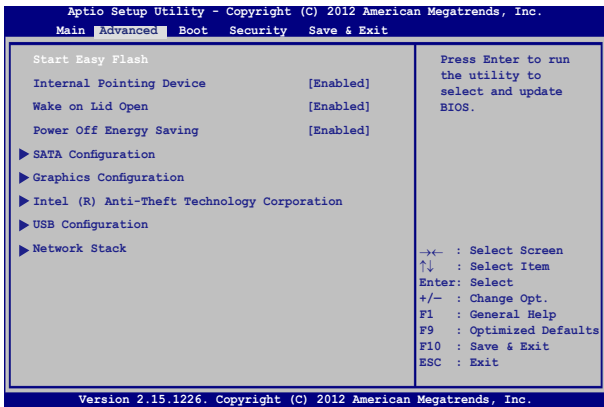 Aptio Setup Utility - Copyright (C) 2012 American Megatrends, Inc.
Main Advanced Boot Security Save & Exit
Start Easy Flash
Internal Pointing Device [Enabled]
Wake on Lid Open [Enabled]
Power Off Energy Saving [Enabled]
SATA Configuration
Graphics Configuration
Intel (R) Anti-Theft Technology Corporation
USB Configuration
Network Stack
Press Enter to run
the utility to
select and update
BIOS.
→← : Select Screen
↑↓ : Select Item
Enter: Select
+/— : Change Opt.
F1 : General Help
F9 : Optimized Defaults
F10 : Save & Exit
ESC : Exit
Version 2.15.1226. Copyright (C) 2012 American Megatrends, Inc.